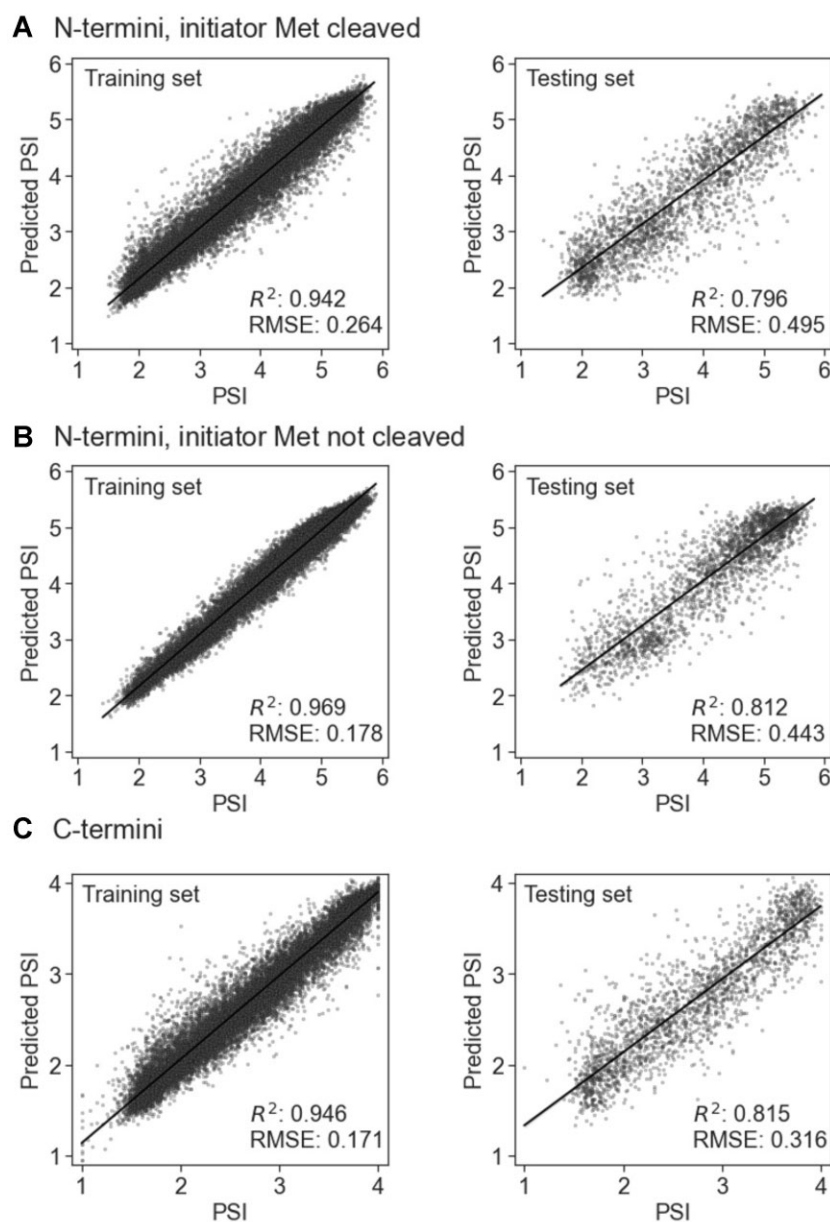 A N-termini, initiator Met cleaved
Training set
Predicted PSI
6
5
4
3
2
1
R²: 0.942
RMSE: 0.264
1 2 3 4 5 6
PSI
Testing set
Predicted PSI
6
5
4
3
2
1
R²: 0.796
RMSE: 0.495
1 2 3 4 5 6
PSI
B N-termini, initiator Met not cleaved
Training set
Predicted PSI
6
5
4
3
2
1
R²: 0.969
RMSE: 0.178
1 2 3 4 5 6
PSI
Testing set
Predicted PSI
6
5
4
3
2
1
R²: 0.812
RMSE: 0.443
1 2 3 4 5 6
PSI
C C-termini
Training set
Predicted PSI
4
3
2
1
R²: 0.946
RMSE: 0.171
1 2 3 4
PSI
Testing set
Predicted PSI
4
3
2
1
R²: 0.815
RMSE: 0.316
1 2 3 4
PSI